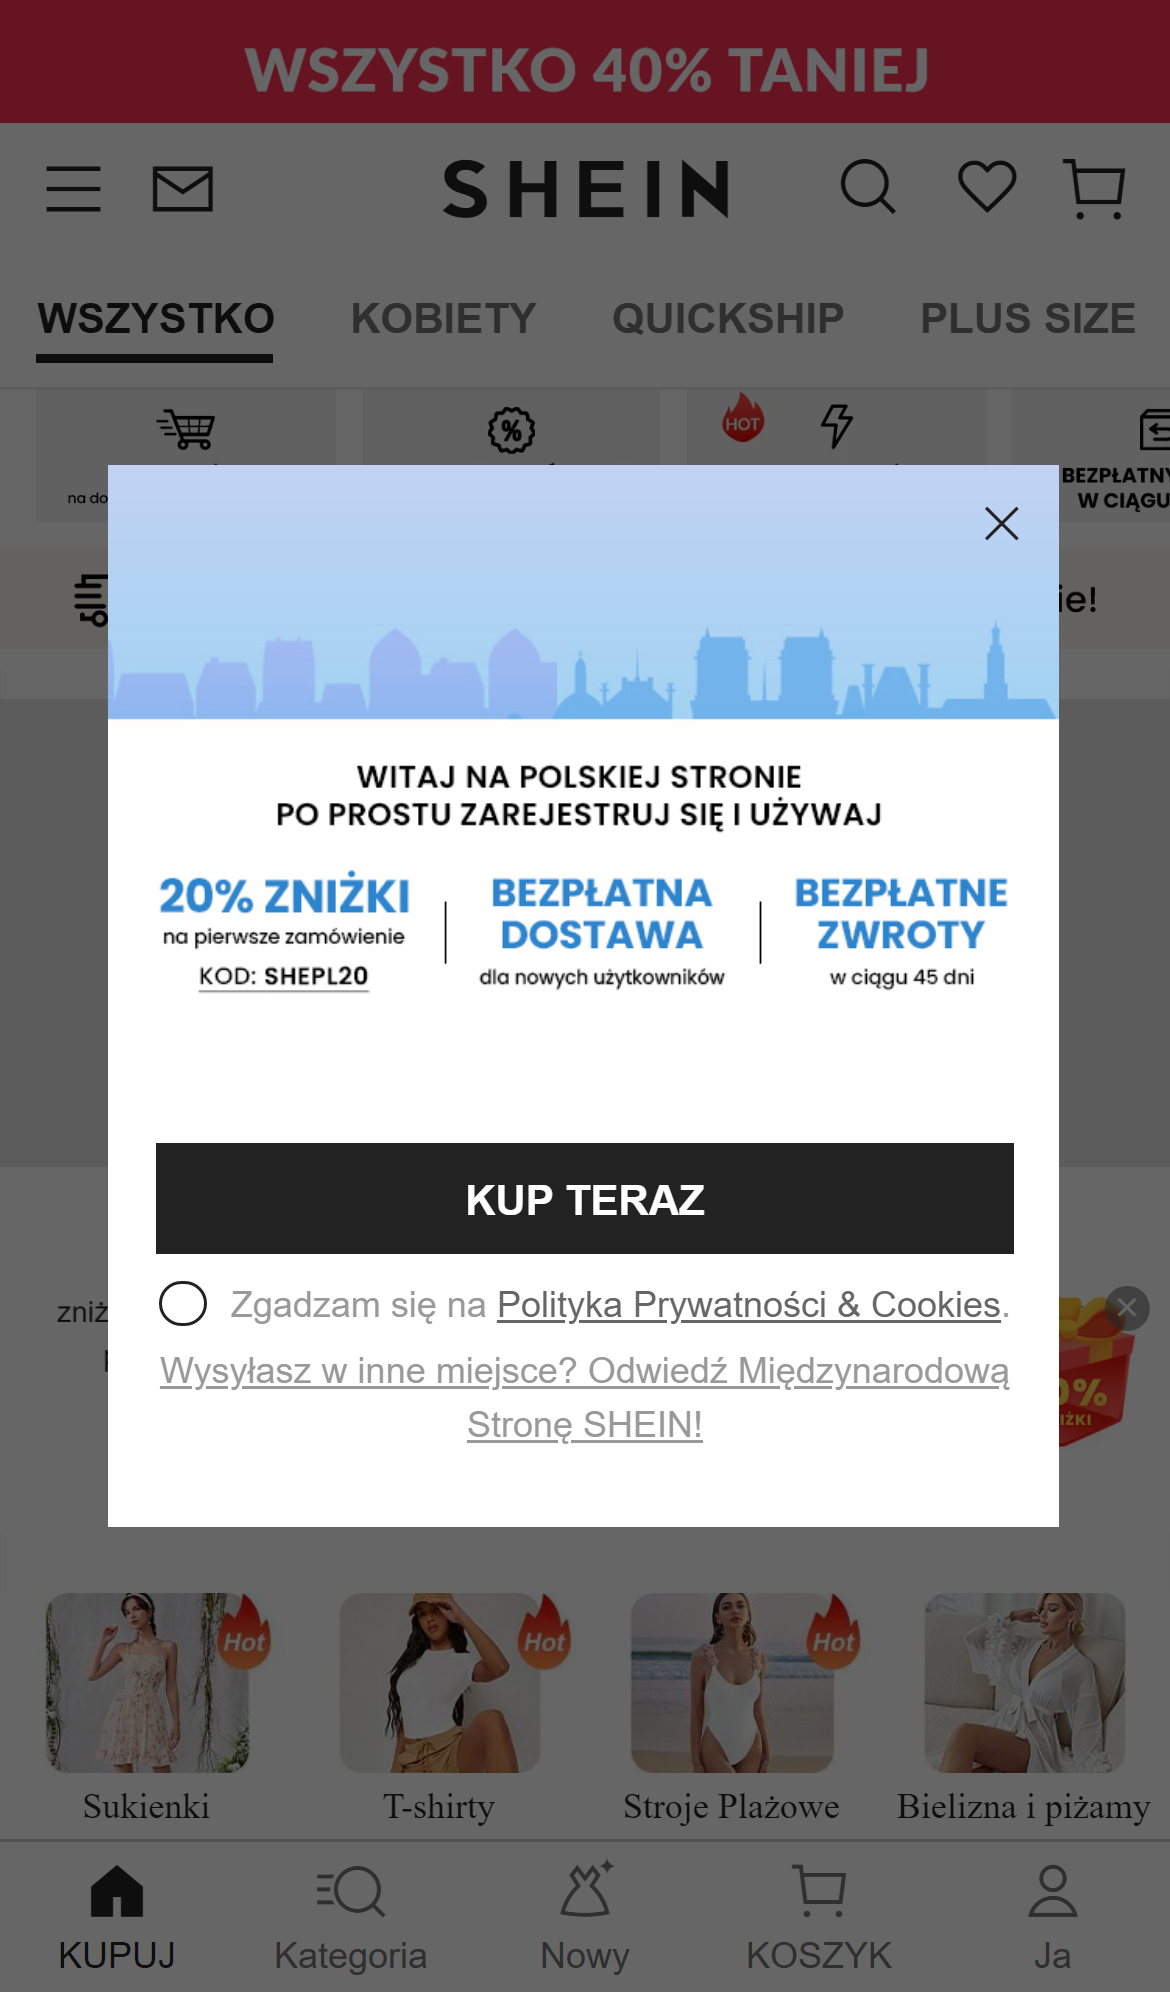 WSZYSTKO 40% TANIEJ
SHEIN
WSZYSTKO KOBIETY QUICKSHIP PLUS SIZE
%
HOT
na do
BEZPŁATNY
W CIĄGU
ie!
WITAJ NA POLSKIEJ STRONIE
PO PROSTU ZAREJESTRUJ SIĘ I UŻYWAJ
20% ZNIŻKI
na pierwsze zamówienie
KOD: SHEPL20
BEZPŁATNA
DOSTAWA
dla nowych użytkowników
BEZPŁATNE
ZWROTY
w ciągu 45 dni
KUP TERAZ
Zgadzam się na Polityka Prywatności & Cookies.
Wysyłasz w inne miejsce? Odwiedź Międzynarodową
Stronę SHEIN!
zniż
0%
IŻKI
Hot
Hot
Hot
Sukienki T-shirty Stroje Plażowe Bielizna i piżamy
KUPUJ Kategoria Nowy KOSZYK Ja